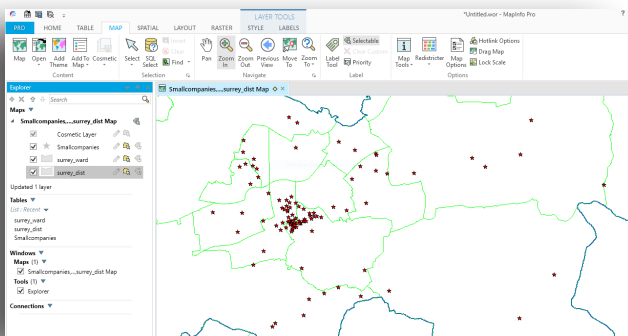 LAYER TOOLS
*Untitled.wor - MapInfo Pro
?
PRO HOME TABLE MAP SPATIAL LAYOUT RASTER STYLE LABELS
Map Open Add Theme Add To Map Cosmetic Select SQL Select Invert Clear Find Pan Zoom In Zoom Out Previous View Move To Zoom To Label Tool Selectable Clear Custom Priority Map Tools Redistricter Map Options Hotlink Options Drag Map Lock Scale
Content Selection Navigate Label Options
Explorer
Smallcompanies,...,surrey_dist Map
Search
Maps
Smallcompanies,...,surrey_dist Map
Cosmetic Layer
Smallcompanies
surrey_ward
surrey_dist
Updated 1 layer
Tables
List : Recent
surrey_ward
surrey_dist
Smallcompanies
Windows
Maps (1)
Smallcompanies,...,surrey_dist Map
Tools (1)
Explorer
Connections